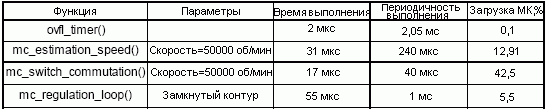 Функция Параметры Время выполнения Периодичность выполнения Загрузка МК,%
ovfl_timer() 2 мкс 2,05 мс 0,1
mc_estimation_speed() Скорость=50000 об/мин 31 мкс 240 мкс 12,91
mc_switch_commutation() Скорость=50000 об/мин 17 мкс 40 мкс 42,5
mc_regulation_loop() Замкнутый контур 55 мкс 1 мс 5,5